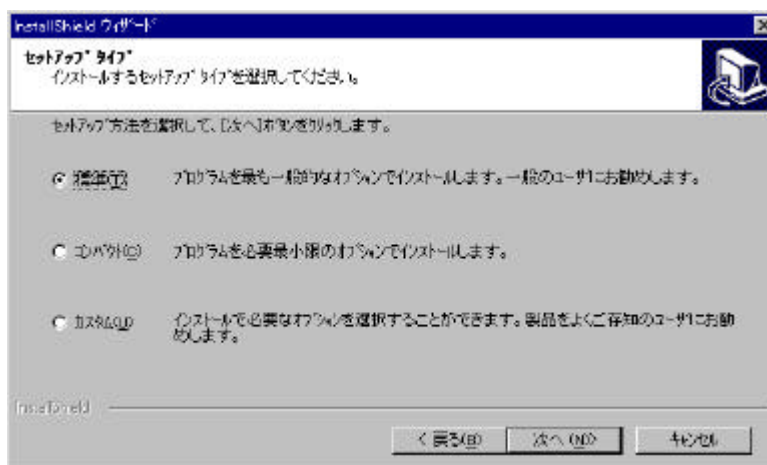 InstallShield ウィザード
セットアップ タイプ
インストールするセットアップ タイプを選択してください。
セットアップ方法を選択して、[次へ]ボタンをクリックします。
標準(T)
プログラムを最も一般的なオプションでインストールします。一般のユーザにお勧めします。
コンパクト(C)
プログラムを必要最小限のオプションでインストールします。
カスタム(U)
インストールで必要なオプションを選択することができます。製品をよくご存知のユーザにお勧
めします。
InstallShield
< 戻る(B)
次へ(N)>
キャンセル